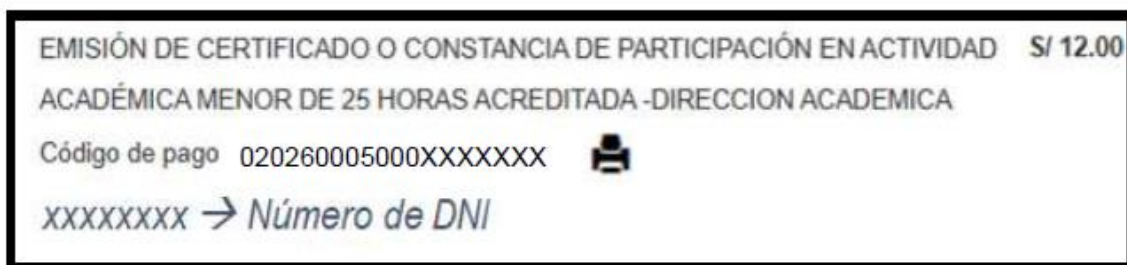 EMISIÓN DE CERTIFICADO O CONSTANCIA DE PARTICIPACIÓN EN ACTIVIDAD S/ 12.00
ACADÉMICA MENOR DE 25 HORAS ACREDITADA -DIRECCION ACADEMICA
Código de pago 020260005000XXXXXXX
xxxxxxxx → Número de DNI